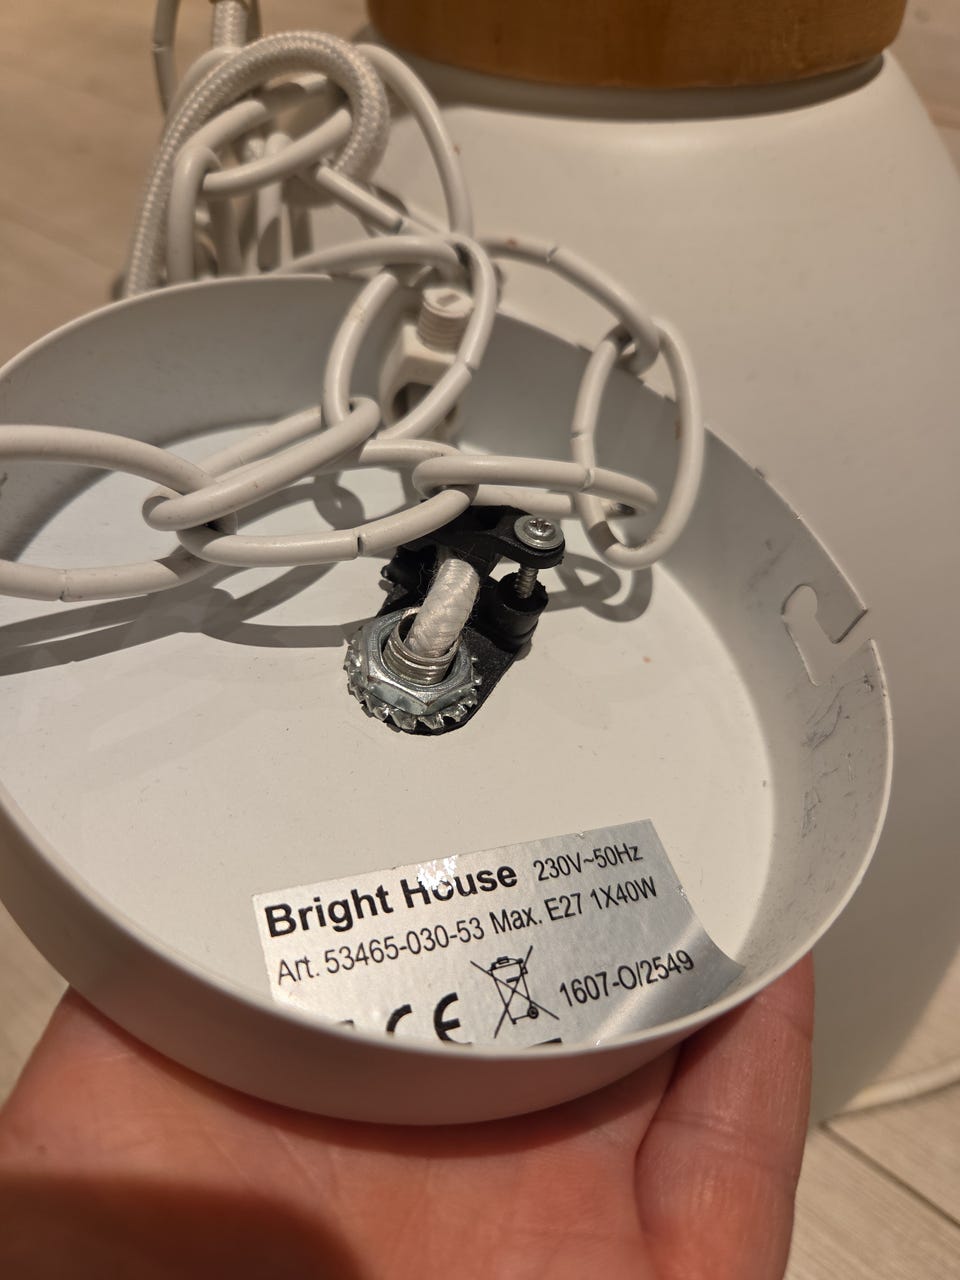 Bright House 230V~50Hz
Art. 53465-030-53 Max. E27 1X40W
CE 1607-O/2549